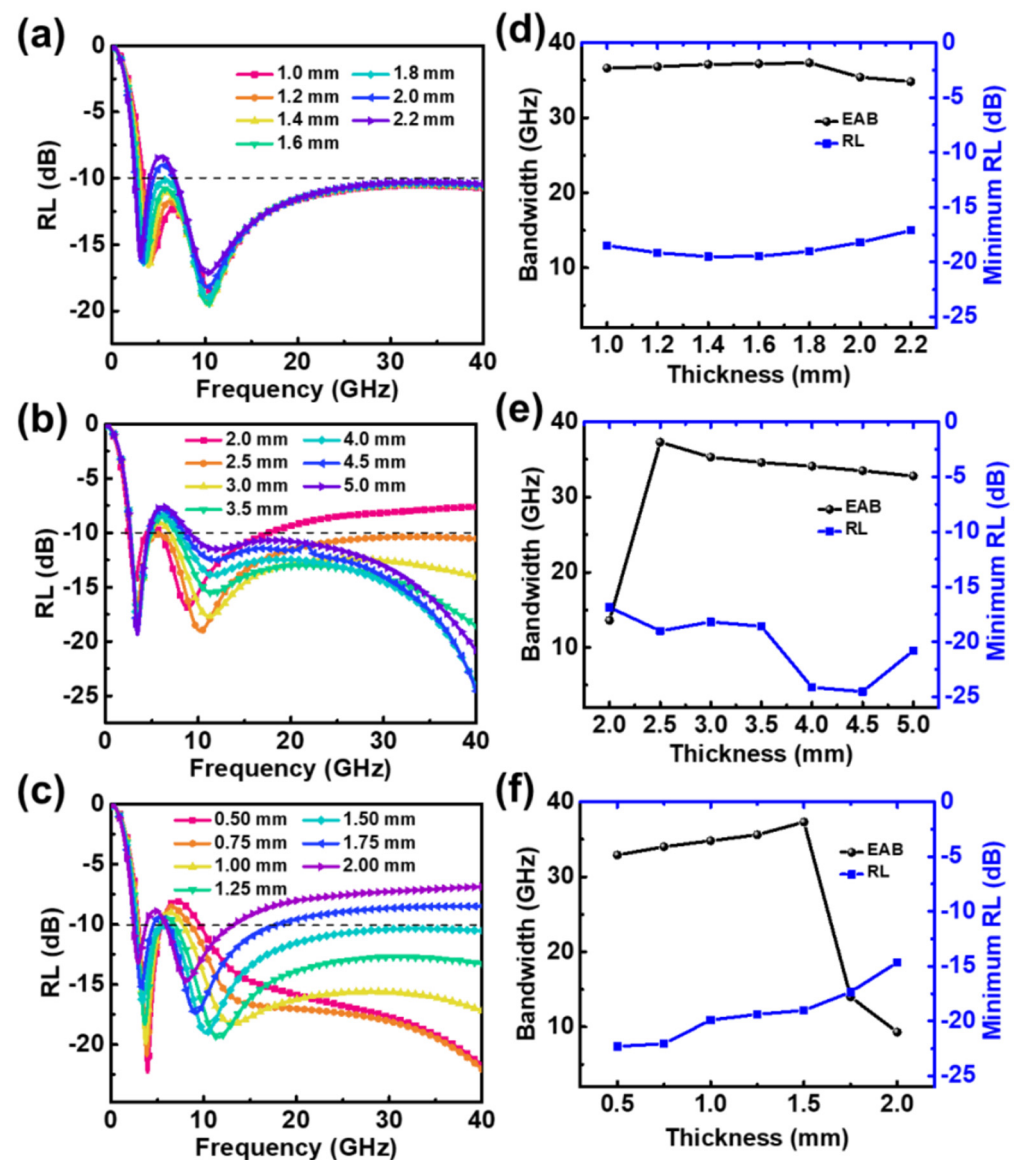 (a)
0
-5
-10
-15
-20
RL (dB)
1.0 mm
1.2 mm
1.4 mm
1.6 mm
1.8 mm
2.0 mm
2.2 mm
0 10 20 30 40
Frequency (GHz)
(d)
40
30
20
10
Bandwidth (GHz)
EAB
RL
0
-5
-10
-15
-20
-25
Minimum RL (dB)
1.0 1.2 1.4 1.6 1.8 2.0 2.2
Thickness (mm)
(b)
0
-5
-10
-15
-20
-25
RL (dB)
2.0 mm
2.5 mm
3.0 mm
3.5 mm
4.0 mm
4.5 mm
5.0 mm
0 10 20 30 40
Frequency (GHz)
(e)
40
30
20
10
Bandwidth (GHz)
EAB
RL
0
-5
-10
-15
-20
-25
Minimum RL (dB)
2.0 2.5 3.0 3.5 4.0 4.5 5.0
Thickness (mm)
(c)
0
-5
-10
-15
-20
RL (dB)
0.50 mm
0.75 mm
1.00 mm
1.25 mm
1.50 mm
1.75 mm
2.00 mm
0 10 20 30 40
Frequency (GHz)
(f)
40
30
20
10
Bandwidth (GHz)
EAB
RL
0
-5
-10
-15
-20
-25
Minimum RL (dB)
0.5 1.0 1.5 2.0
Thickness (mm)